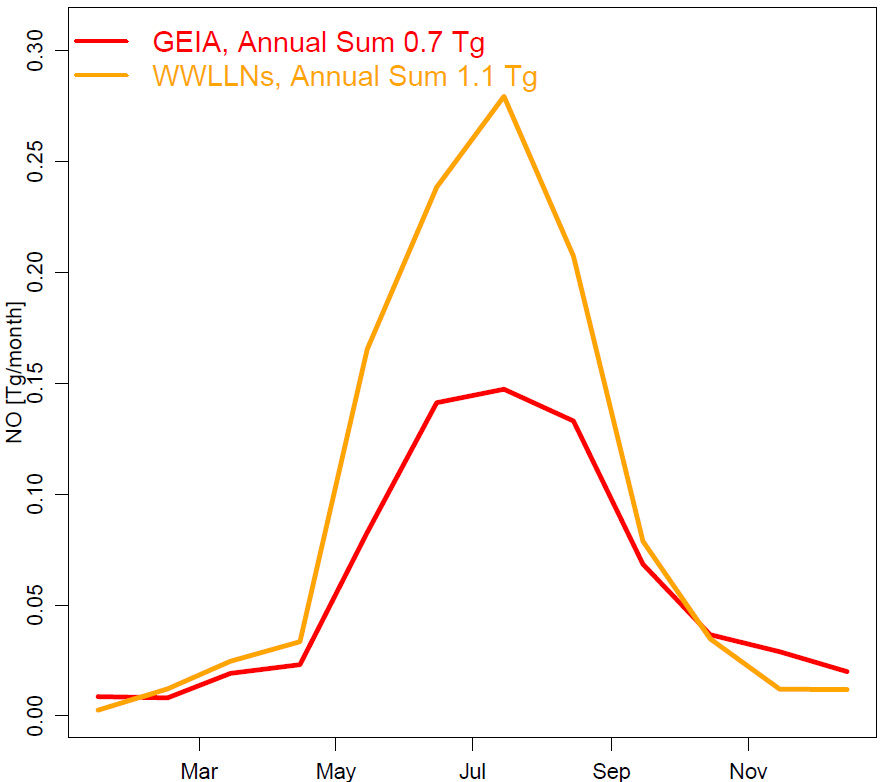 GEIA, Annual Sum 0.7 Tg
WWLLNs, Annual Sum 1.1 Tg
NO [Tg/month]
0.30
0.25
0.20
0.15
0.10
0.05
0.00
Mar May Jul Sep Nov